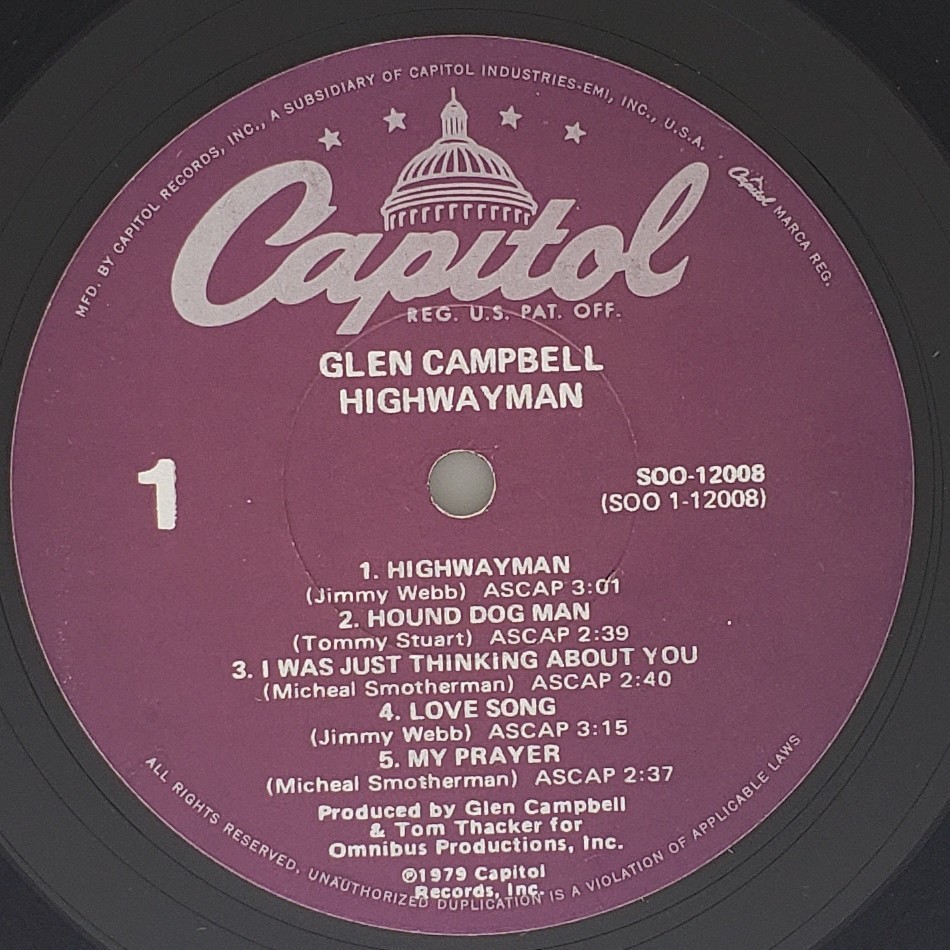 MFD. BY CAPITOL RECORDS, INC., A SUBSIDIARY OF CAPITOL INDUSTRIES-EMI, INC., U.S.A. · Capitol MARCA REG.
Capitol
REG. U.S. PAT. OFF.
GLEN CAMPBELL
HIGHWAYMAN
1
SOO-12008
(SOO 1-12008)
1. HIGHWAYMAN
(Jimmy Webb) ASCAP 3:01
2. HOUND DOG MAN
(Tommy Stuart) ASCAP 2:39
3. I WAS JUST THINKING ABOUT YOU
(Micheal Smotherman) ASCAP 2:40
4. LOVE SONG
(Jimmy Webb) ASCAP 3:15
5. MY PRAYER
(Micheal Smotherman) ASCAP 2:37
Produced by Glen Campbell
& Tom Thacker for
Omnibus Productions, Inc.
℗1979 Capitol
Records, Inc.
ALL RIGHTS RESERVED, UNAUTHORIZED DUPLICATION IS A VIOLATION OF APPLICABLE LAWS